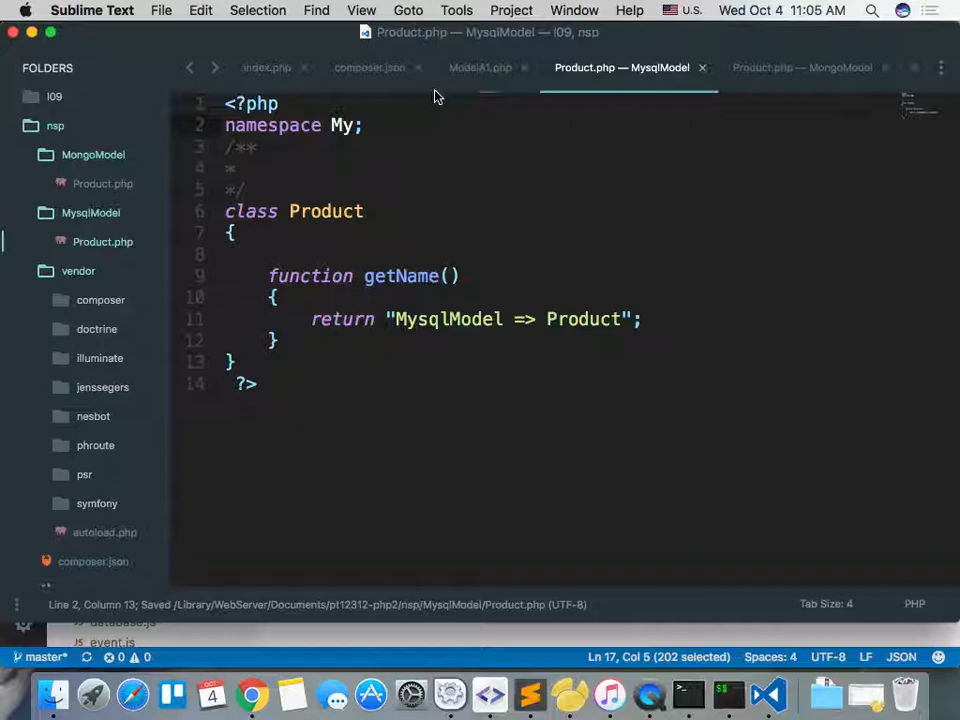 Sublime Text File Edit Selection Find View Goto Tools Project Window Help U.S. Wed Oct 4 11:05 AM
Product.php — MysqlModel — l09, nsp
FOLDERS
index.php composer.json ModelA1.php Product.php — MysqlModel Product.php — MongoModel
l09
nsp
MongoModel
Product.php
MysqlModel
Product.php
vendor
composer
doctrine
illuminate
jenssegers
nesbot
phroute
psr
symfony
autoload.php
composer.json
1 <?php
2 namespace My;
3 /**
4 *
5 */
6 class Product
7 {
8
9 function getName()
10 {
11 return "MysqlModel => Product";
12 }
13 }
14 ?>
Line 2, Column 13; Saved /Library/WebServer/Documents/pt12312-php2/nsp/MysqlModel/Product.php (UTF-8) Tab Size: 4 PHP
database.js
event.js
master* 0 0 Ln 17, Col 5 (202 selected) Spaces: 4 UTF-8 LF JSON
4